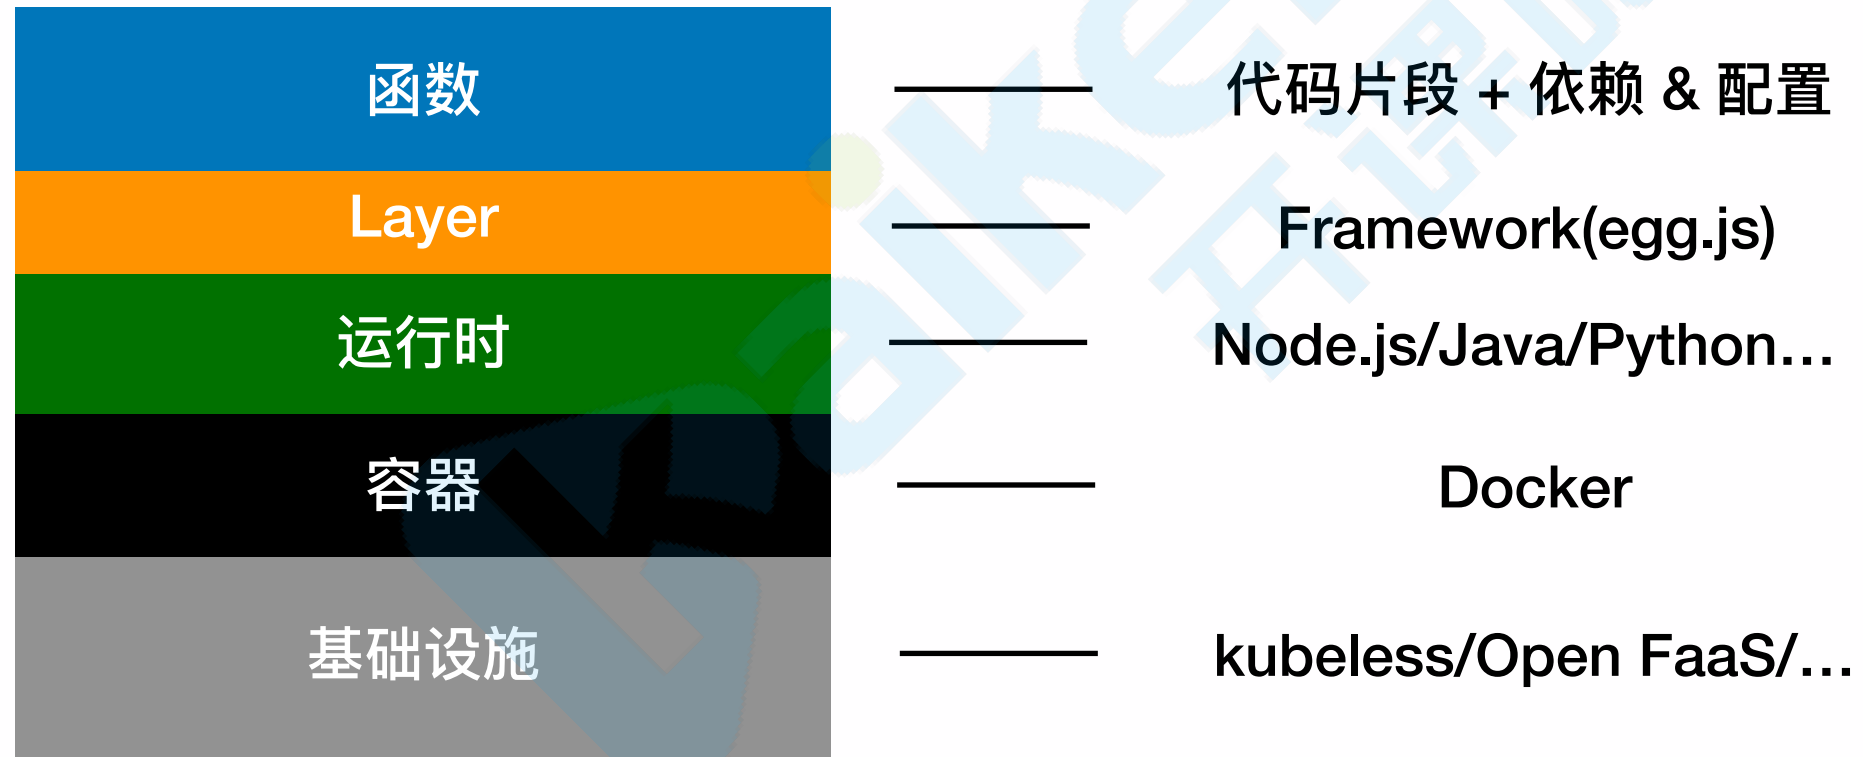 函数 代码片段 + 依赖 & 配置
Layer Framework(egg.js)
运行时 Node.js/Java/Python…
容器 Docker
基础设施 kubeless/Open FaaS/…